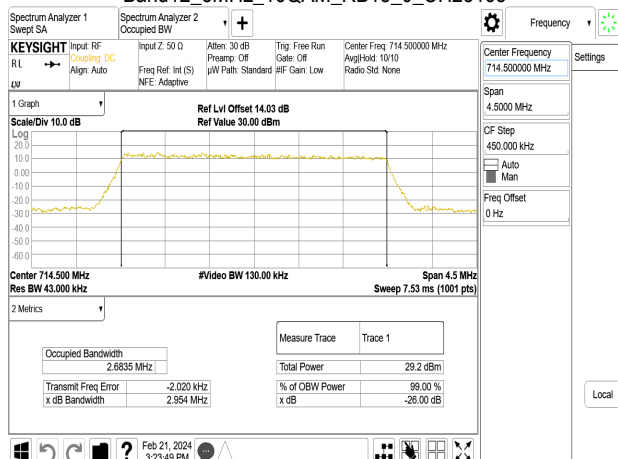 Spectrum Analyzer 1
Swept SA
Spectrum Analyzer 2
Occupied BW
+
Frequency
KEYSIGHT
RL
Input: RF
Coupling: DC
Align: Auto
Input Z: 50 Ω
Freq Ref: Int (S)
NFE: Adaptive
Atten: 30 dB
Preamp: Off
µW Path: Standard
Trig: Free Run
Gate: Off
#IF Gain: Low
Center Freq: 714.500000 MHz
Avg|Hold: 10/10
Radio Std: None
Center Frequency
714.500000 MHz
Settings
Span
4.5000 MHz
CF Step
450.000 kHz
Auto
Man
Freq Offset
0 Hz
Local
1 Graph
Scale/Div 10.0 dB
Ref Lvl Offset 14.03 dB
Ref Value 30.00 dBm
Log
20.0
10.0
0.00
-10.0
-20.0
-30.0
-40.0
-50.0
-60.0
Center 714.500 MHz
#Video BW 130.00 kHz
Span 4.5 MHz
Res BW 43.000 kHz
Sweep 7.53 ms (1001 pts)
2 Metrics
Measure Trace
Trace 1
Occupied Bandwidth
2.6835 MHz
Total Power
29.2 dBm
Transmit Freq Error
-2.020 kHz
% of OBW Power
99.00 %
x dB Bandwidth
2.954 MHz
x dB
-26.00 dB
?
Feb 21, 2024
3:23:49 PM